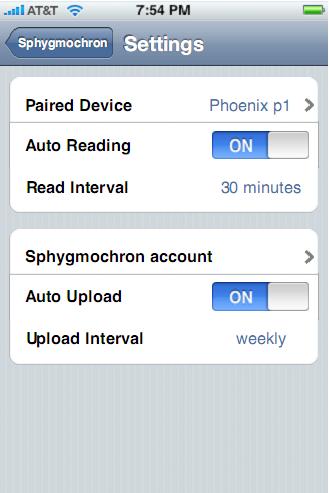 AT&T 7:54 PM
Sphygmochron Settings
Paired Device Phoenix p1
Auto Reading ON
Read Interval 30 minutes
Sphygmochron account
Auto Upload ON
Upload Interval weekly